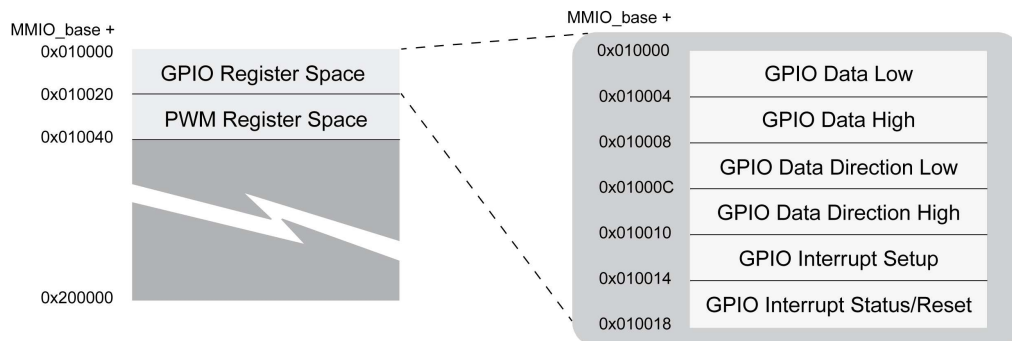 MMIO_base +
0x010000
GPIO Register Space
0x010020
PWM Register Space
0x010040
0x200000
MMIO_base +
0x010000
GPIO Data Low
0x010004
GPIO Data High
0x010008
GPIO Data Direction Low
0x01000C
GPIO Data Direction High
0x010010
GPIO Interrupt Setup
0x010014
GPIO Interrupt Status/Reset
0x010018